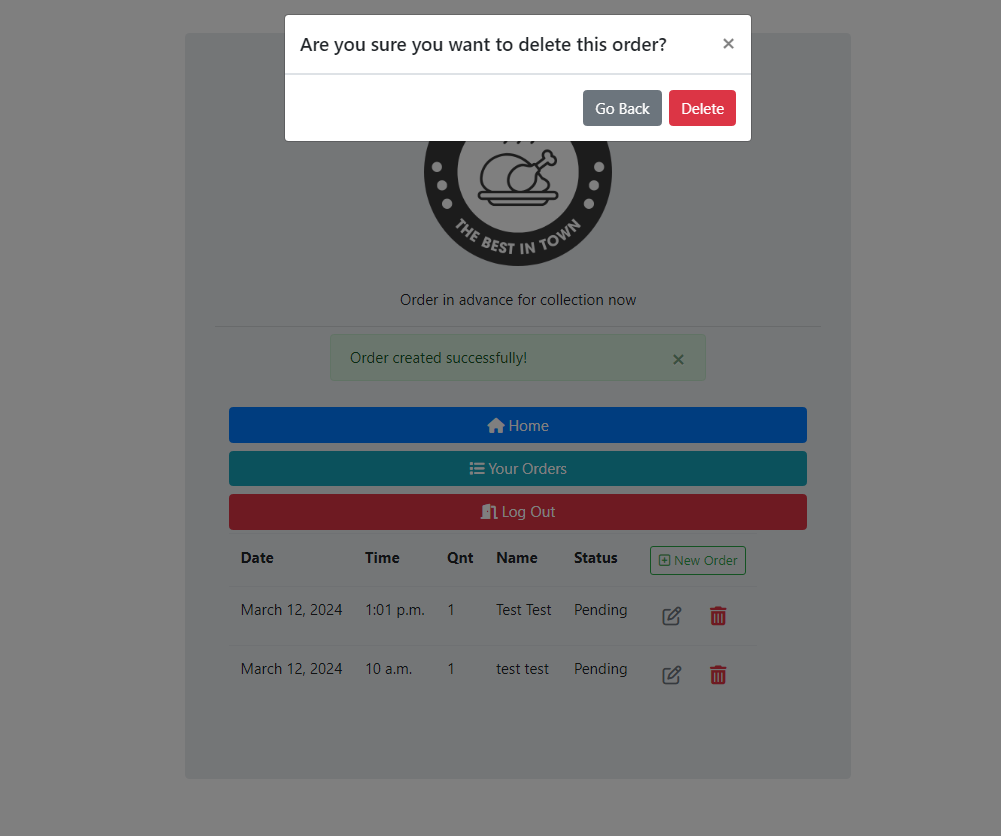 Are you sure you want to delete this order? ×
Go Back Delete
THE BEST IN TOWN
Order in advance for collection now
Order created successfully! ×
Home
Your Orders
Log Out
Date Time Qnt Name Status New Order
March 12, 2024 1:01 p.m. 1 Test Test Pending
March 12, 2024 10 a.m. 1 test test Pending